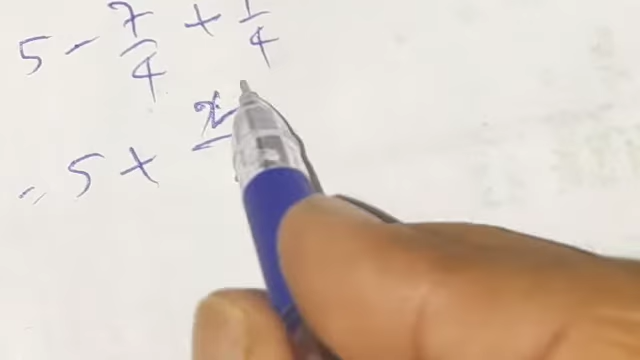 5 - 7/4 + 1/4
= 5 +